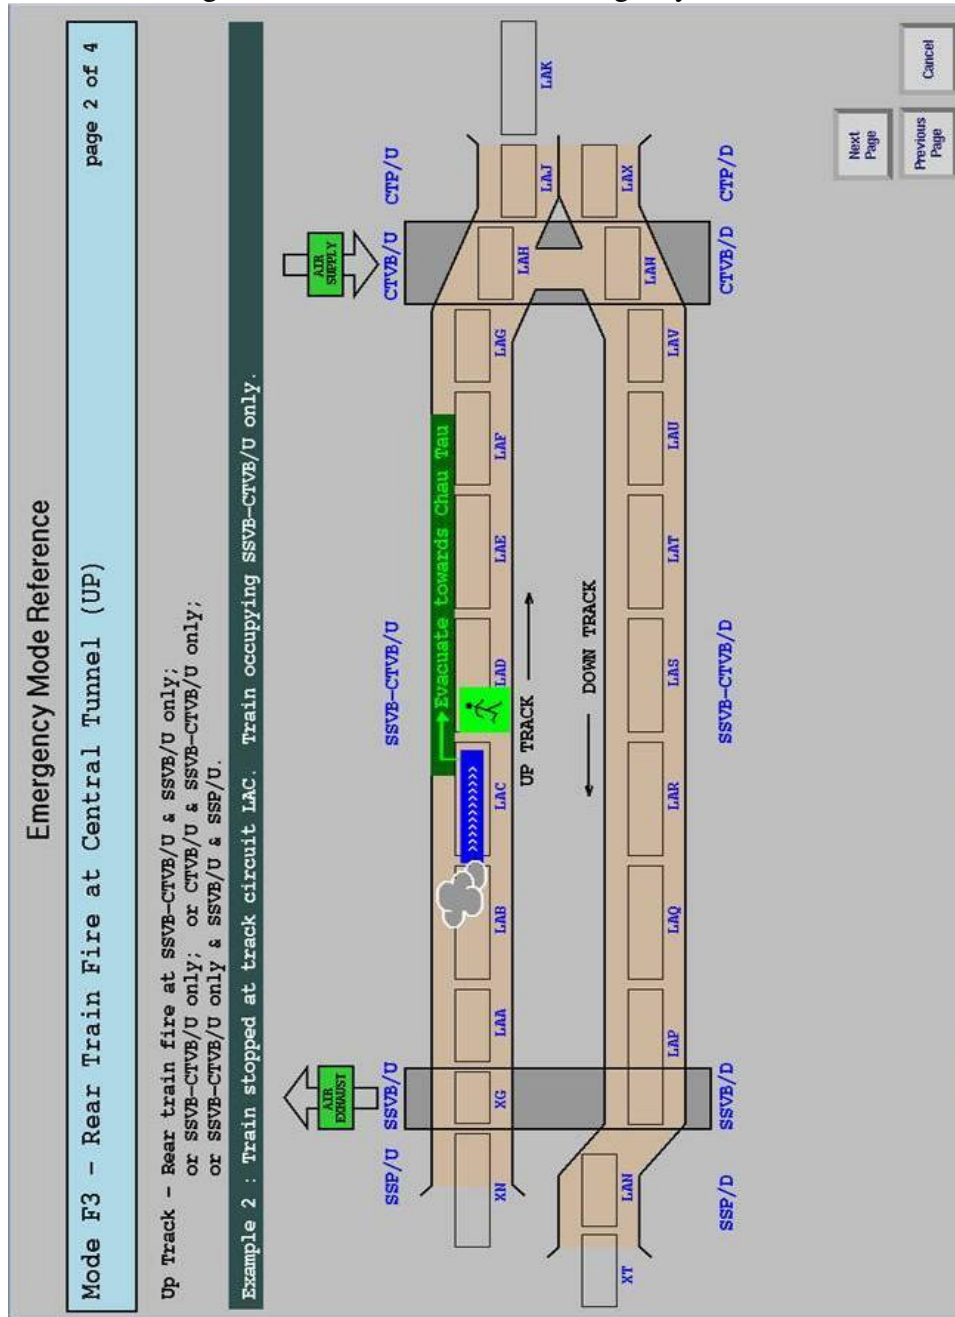 Emergency Mode Reference
Mode F3 - Rear Train Fire at Central Tunnel (UP)
page 2 of 4
Up Track - Rear train fire at SSVB-CTVB/U & SSVB/U only;
or SSVB-CTVB/U only; or CTVB/U & SSVB-CTVB/U only;
or SSVB-CTVB/U only & SSVB/U & SSP/U.
Example 2 : Train stopped at track circuit LAC. Train occupying SSVB-CTVB/U only.
AIR
EXHAUST
AIR
SUPPLY
SSP/U
SSVB/U
SSVB-CTVB/U
CTVB/U
CTP/U
Evacuate towards Chau Tau
>>>>>>>>>>>>
XN
XG
LAA
LAB
LAC
LAD
LAE
LAF
LAG
LAH
LAJ
LAK
UP TRACK
DOWN TRACK
XT
LAN
LAP
LAQ
LAR
LAS
LAT
LAU
LAV
LAW
LAX
SSP/D
SSVB/D
SSVB-CTVB/D
CTVB/D
CTP/D
Next
Page
Previous
Page
Cancel